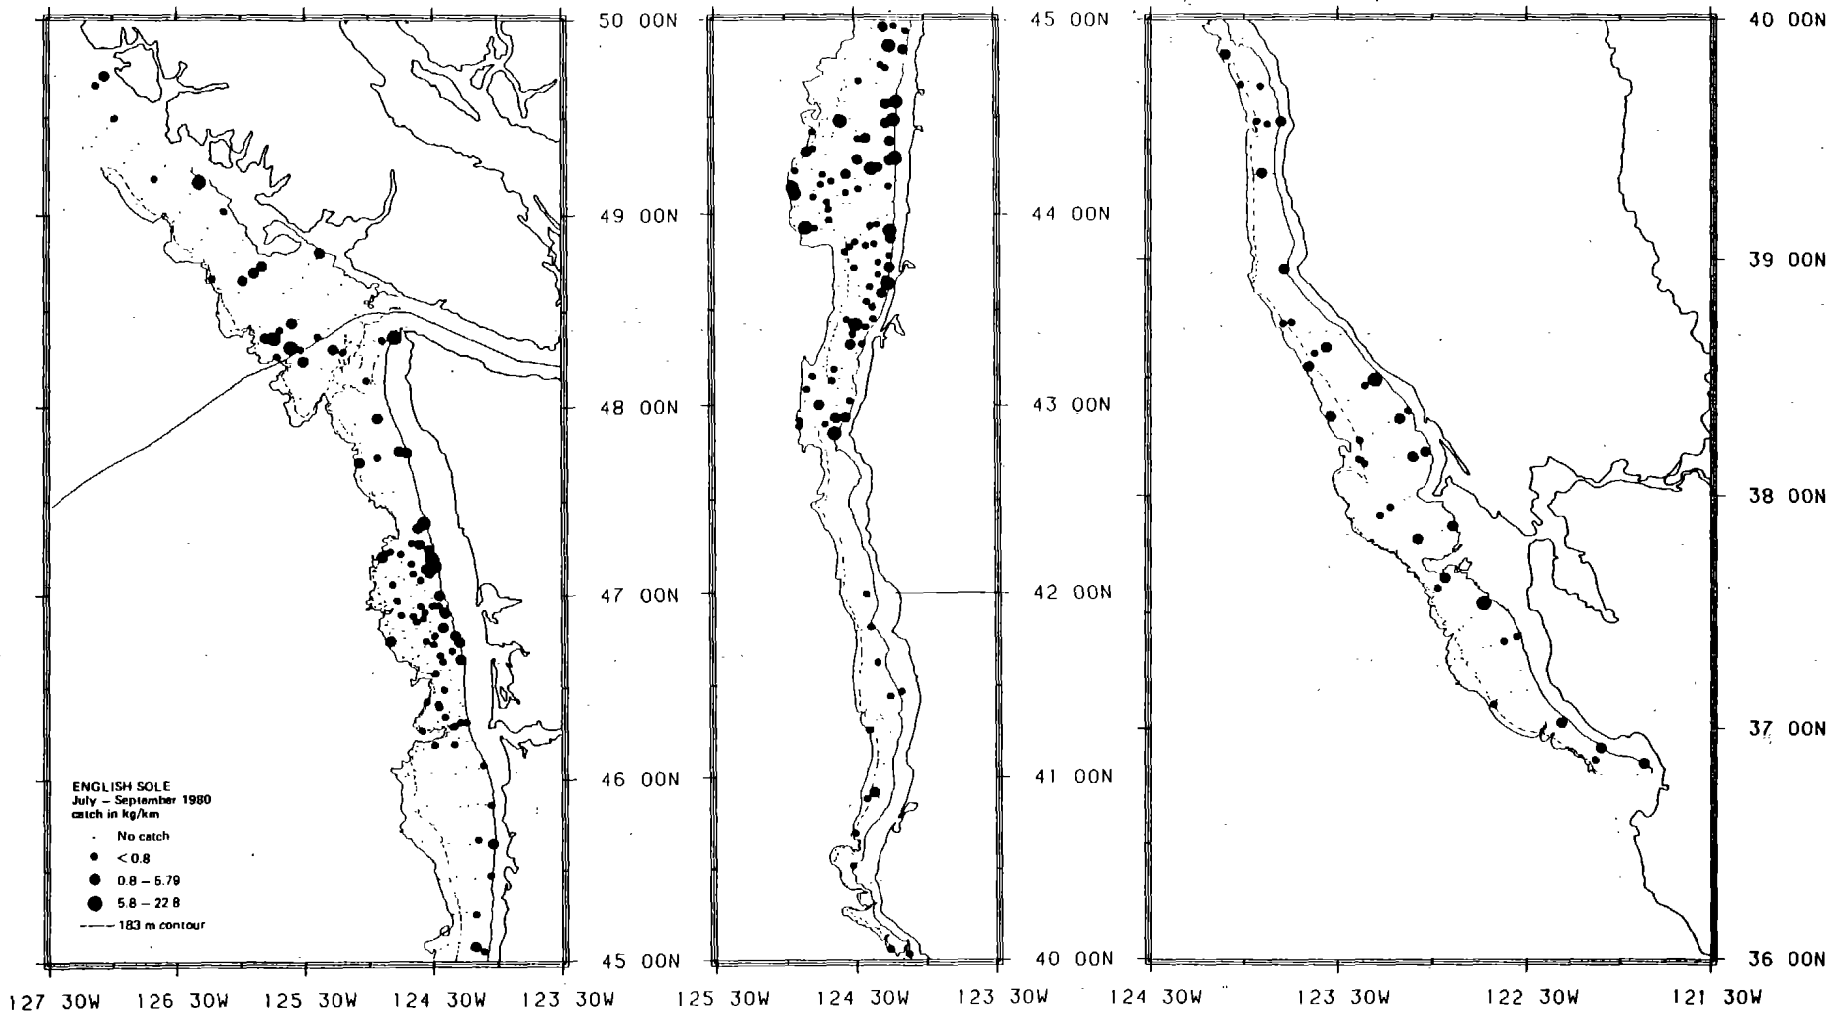 50 00N
49 00N
48 00N
47 00N
46 00N
45 00N
ENGLISH SOLE
July – September 1980
catch in kg/km
No catch
< 0.8
0.8 – 5.79
5.8 – 22 8
183 m contour
127 30W
126 30W
125 30W
124 30W
123 30W
45 00N
44 00N
43 00N
42 00N
41 00N
40 00N
125 30W
124 30W
123 30W
40 00N
39 00N
38 00N
37 00N
36 00N
124 30W
123 30W
122 30W
121 30W